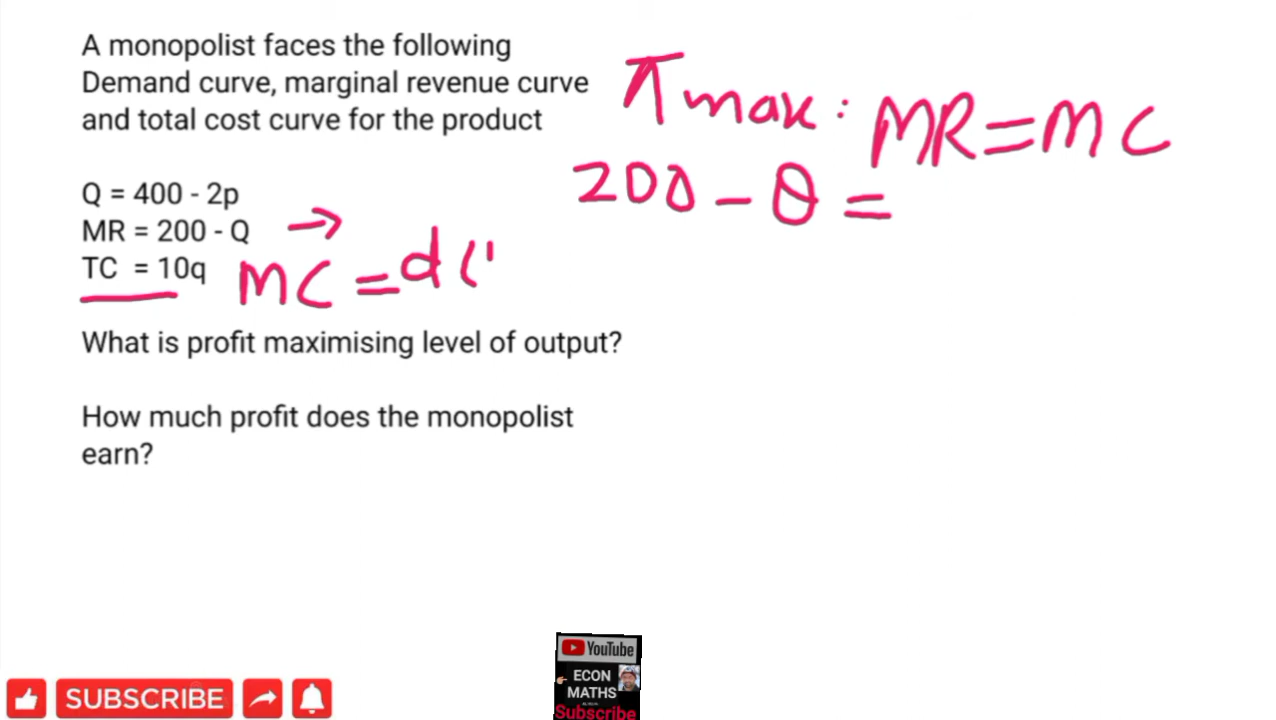 A monopolist faces the following
Demand curve, marginal revenue curve
and total cost curve for the product
Q = 400 - 2p
MR = 200 - Q
TC = 10q
What is profit maximising level of output?
How much profit does the monopolist
earn?
πmax: MR=MC
200 - Q =
→
MC = d(
SUBSCRIBE
YouTube
ECON
MATHS
Subscribe